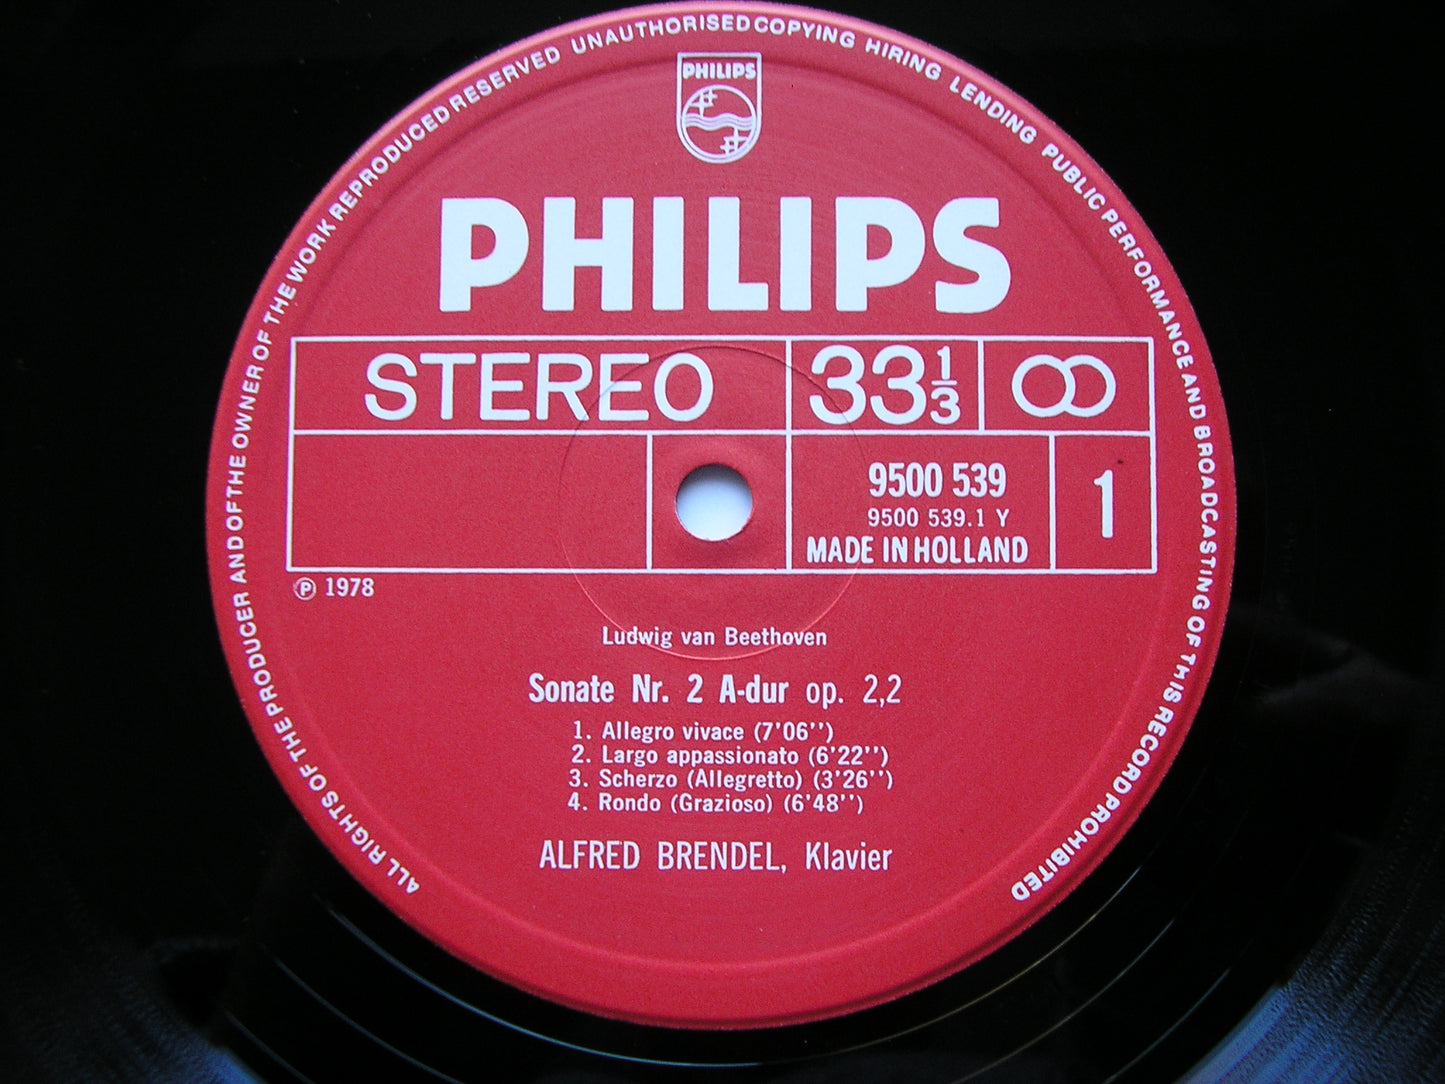 ALL RIGHTS OF THE PRODUCER AND OF THE OWNER OF THE WORK REPRODUCED RESERVED UNAUTHORISED COPYING HIRING LENDING PUBLIC PERFORMANCE AND BROADCASTING OF THIS RECORD PROHIBITED
PHILIPS
PHILIPS
STEREO 33 1/3
9500 539 1
9500 539.1 Y
MADE IN HOLLAND
Ⓟ 1978
Ludwig van Beethoven
Sonate Nr. 2 A-dur op. 2,2
1. Allegro vivace (7'06'')
2. Largo appassionato (6'22'')
3. Scherzo (Allegretto) (3'26'')
4. Rondo (Grazioso) (6'48'')
ALFRED BRENDEL, Klavier